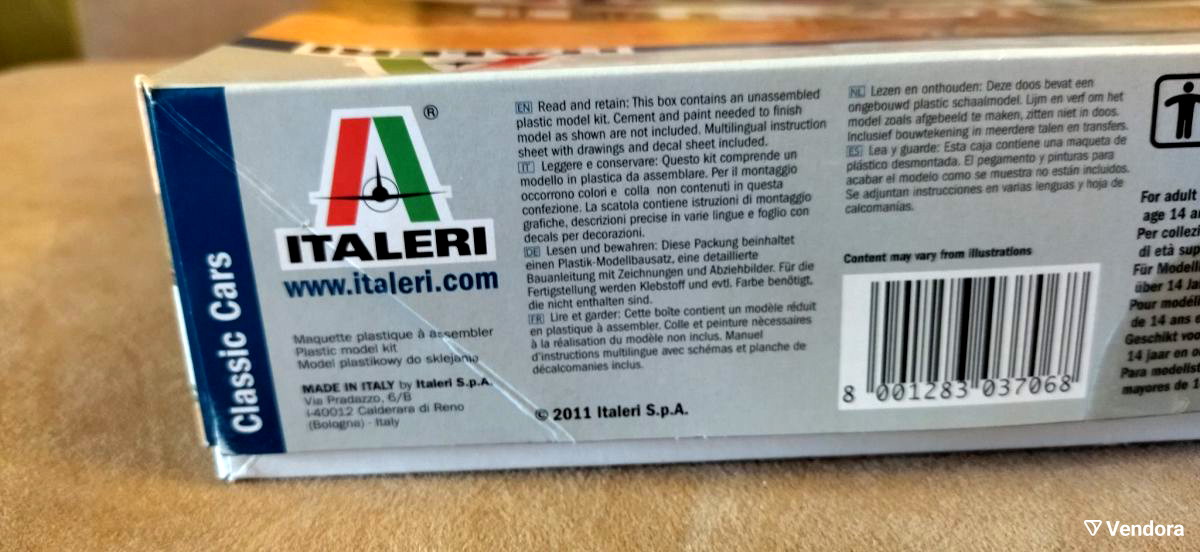 Classic Cars
®
ITALERI
www.italeri.com
Maquette plastique à assembler
Plastic model kit
Model plastikowy do sklejania
MADE IN ITALY by Italeri S.p.A.
Via Pradazzo, 6/B
I-40012 Calderara di Reno
(Bologna) - Italy
EN Read and retain: This box contains an unassembled
plastic model kit. Cement and paint needed to finish
model as shown are not included. Multilingual instruction
sheet with drawings and decal sheet included.
IT Leggere e conservare: Questo kit comprende un
modello in plastica da assemblare. Per il montaggio
occorrono colori e colla non contenuti in questa
confezione. La scatola contiene istruzioni di montaggio
grafiche, descrizioni precise in varie lingue e foglio con
decals per decorazioni.
DE Lesen und bewahren: Diese Packung beinhaltet
einen Plastik-Modellbausatz, eine detaillierte
Bauanleitung mit Zeichnungen und Abziehbilder. Für die
Fertigstellung werden Klebstoff und evtl. Farbe benötigt,
die nicht enthalten sind.
FR Lire et garder: Cette boîte contient un modèle réduit
en plastique à assembler. Colle et peinture nècessaires
à la réalisation du modèle non inclus. Manuel
d'instructions multilingue avec schémas et planche de
décalcomanies inclus.
© 2011 Italeri S.p.A.
NL Lezen en onthouden: Deze doos bevat een
ongebouwd plastic schaalmodel. Lijm en verf om het
model zoals afgebeeld te maken, zitten niet in doos.
Inclusief bouwtekening in meerdere talen en transfers.
ES Lea y guarde: Esta caja contiene una maqueta de
plástico desmontada. El pegamento y pinturas para
acabar el modelo como se muestra no están incluidos.
Se adjuntan instrucciones en varias lenguas y hoja de
calcomanías.
Content may vary from illustrations
8 001283 037068
For adult
age 14 a
Per collezi
di età sup
Für Modell
über 14 Ja
Pour modéli
de 14 ans e
Geschikt voo
14 jaar en o
Para modelist
mayores de 1
Vendora